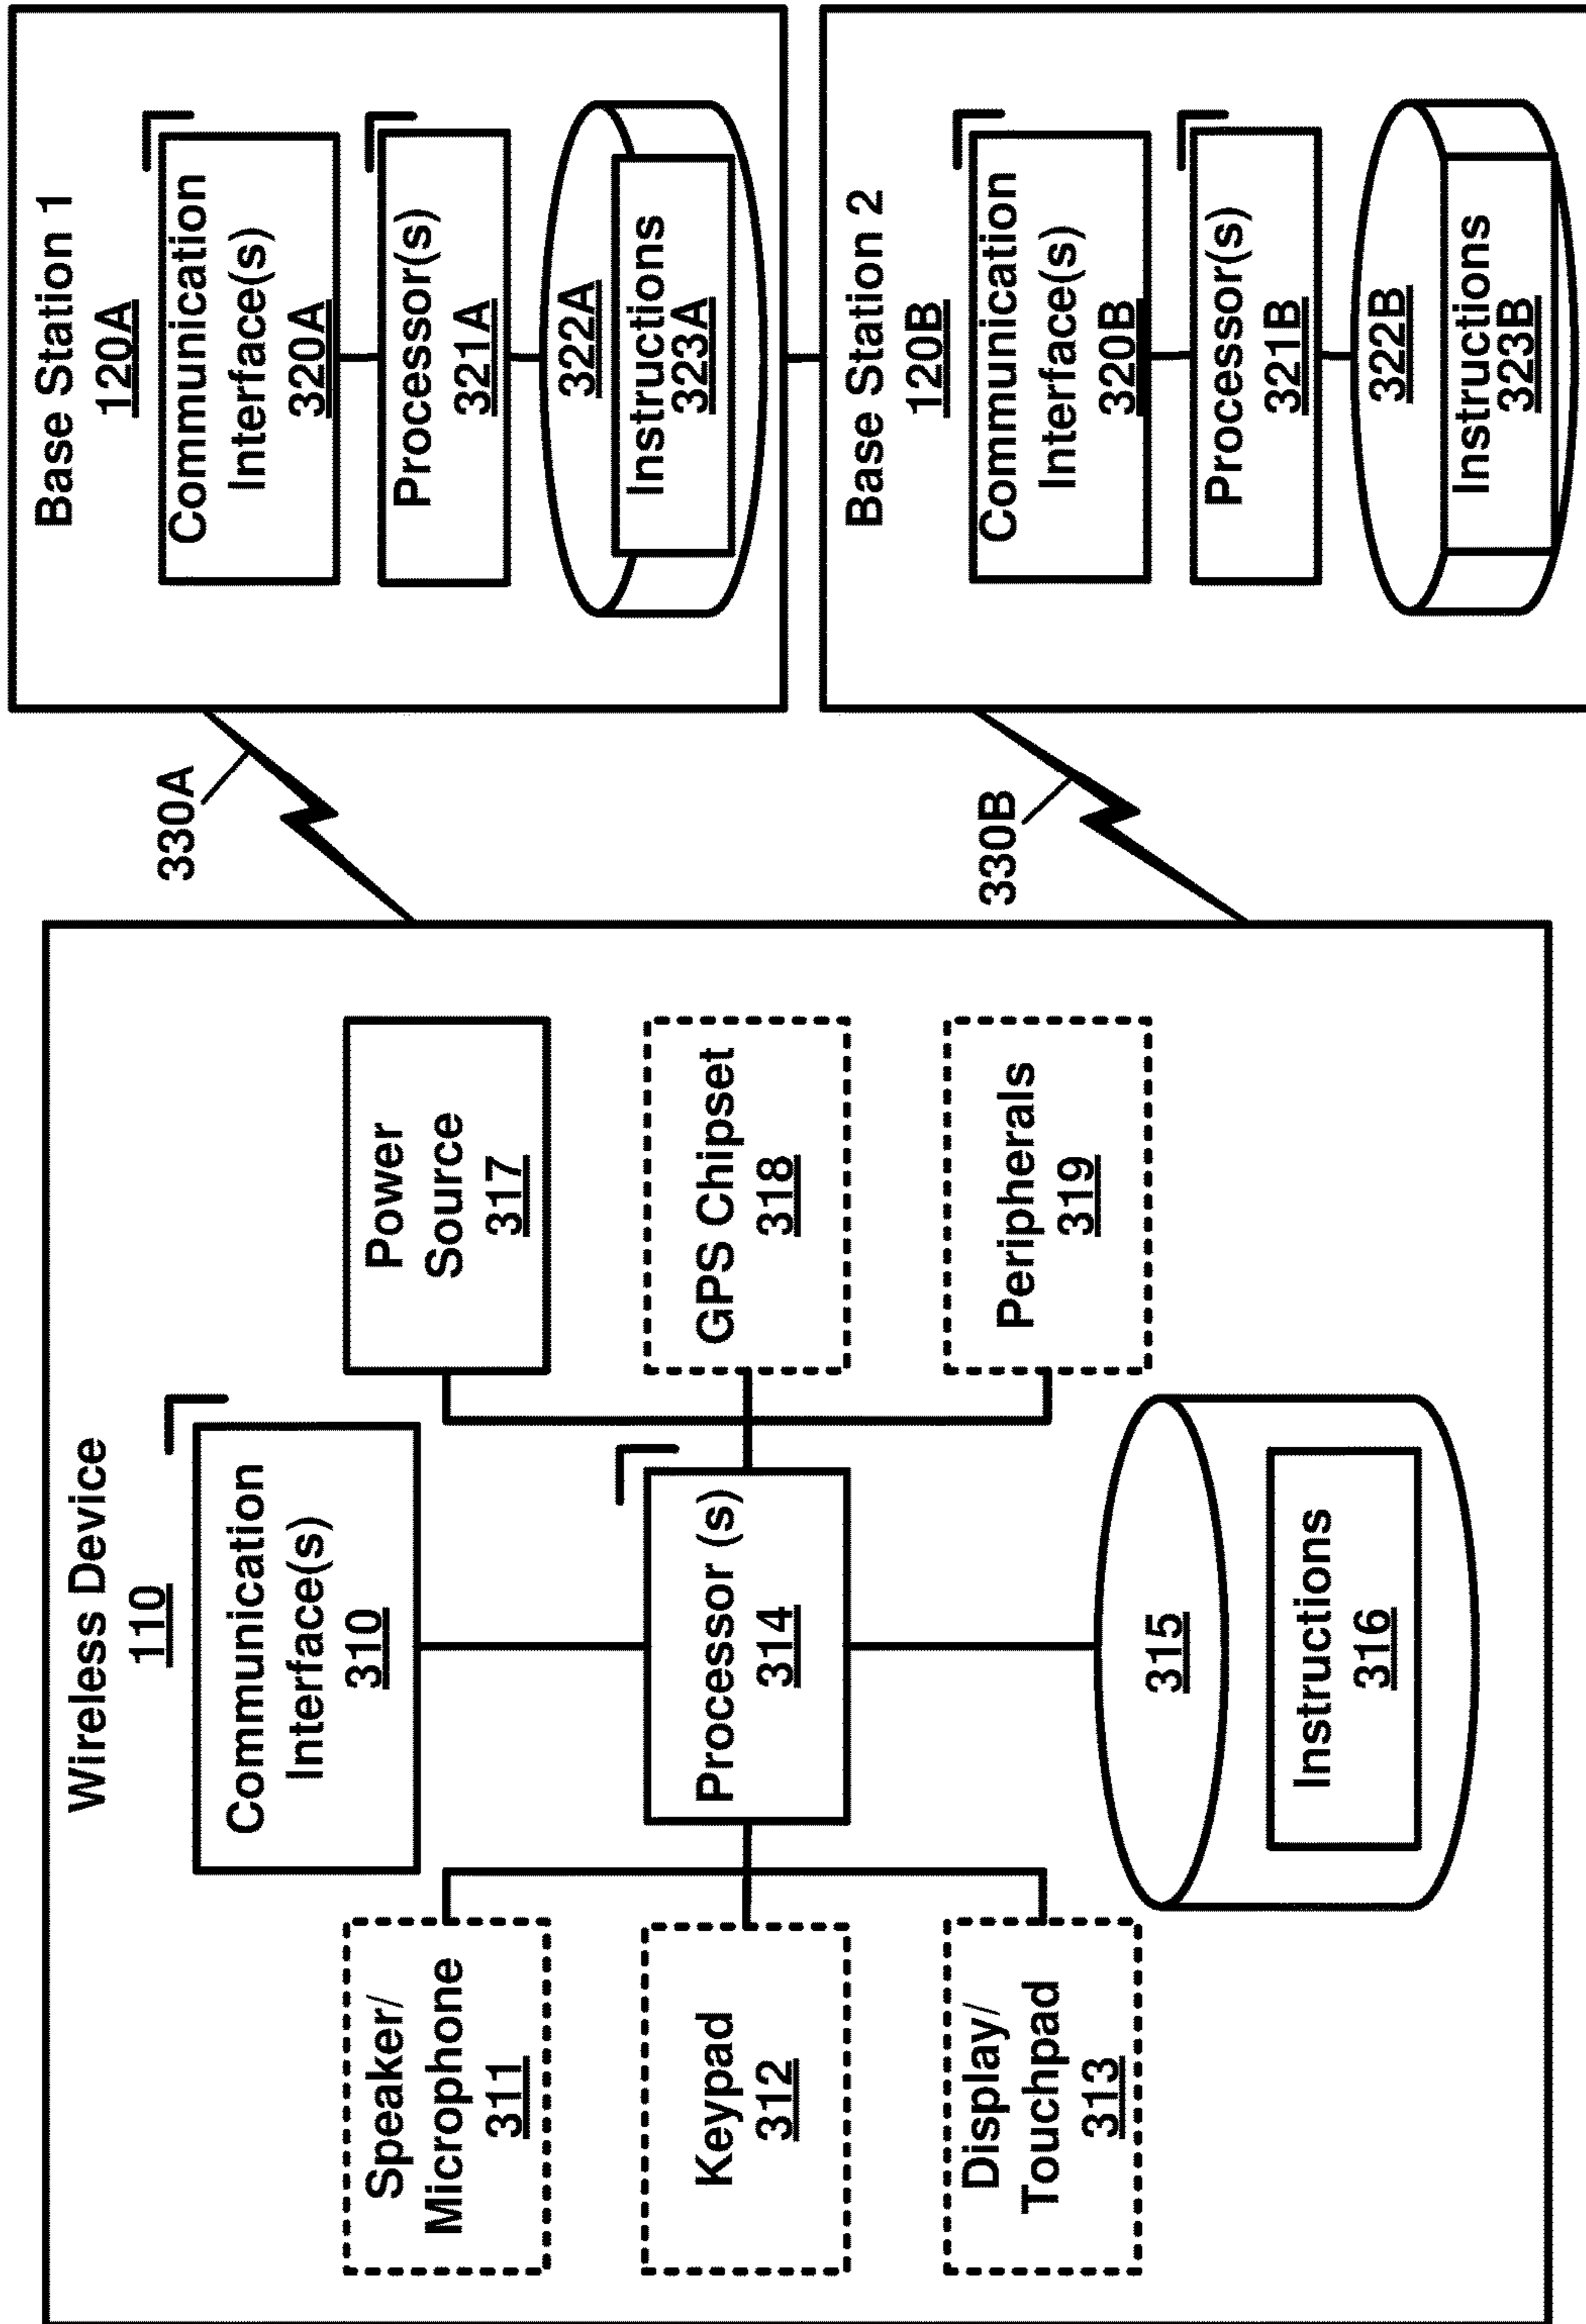 Wireless Device
110
Communication
Interface(s)
310
Speaker/
Microphone
311
Power
Source
317
Keypad
312
Processor (s)
314
GPS Chipset
318
Display/
Touchpad
313
Peripherals
319
315
Instructions
316
330A
330B
Base Station 1
120A
Communication
Interface(s)
320A
Processor(s)
321A
322A
Instructions
323A
Base Station 2
120B
Communication
Interface(s)
320B
Processor(s)
321B
322B
Instructions
323B